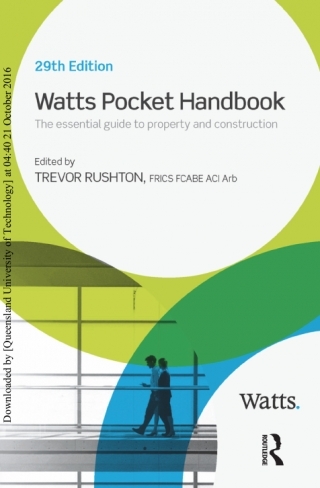 29th Edition
Watts Pocket Handbook
The essential guide to property and construction
Edited by
TREVOR RUSHTON, FRICS FCABE ACI Arb
Downloaded by [Queensland University of Technology] at 04:40 21 October 2016
Watts.
ROUTLEDGE